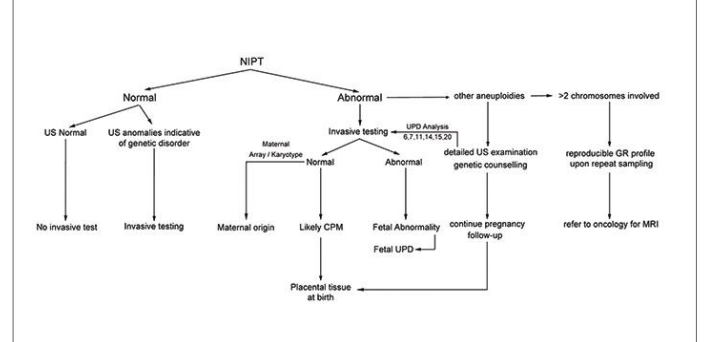 NIPT
Normal
Abnormal
other aneuploidies
>2 chromosomes involved
US Normal
US anomalies indicative
of genetic disorder
Invasive testing
UPD Analysis
6,7,11,14,15,20
Maternal
Array / Karyotype
Normal
Abnormal
detailed US examination
genetic counselling
reproducible GR profile
upon repeat sampling
No invasive test
Invasive testing
Maternal origin
Likely CPM
Fetal Abnormality
continue pregnancy
follow-up
refer to oncology for MRI
Fetal UPD
Placental tissue
at birth